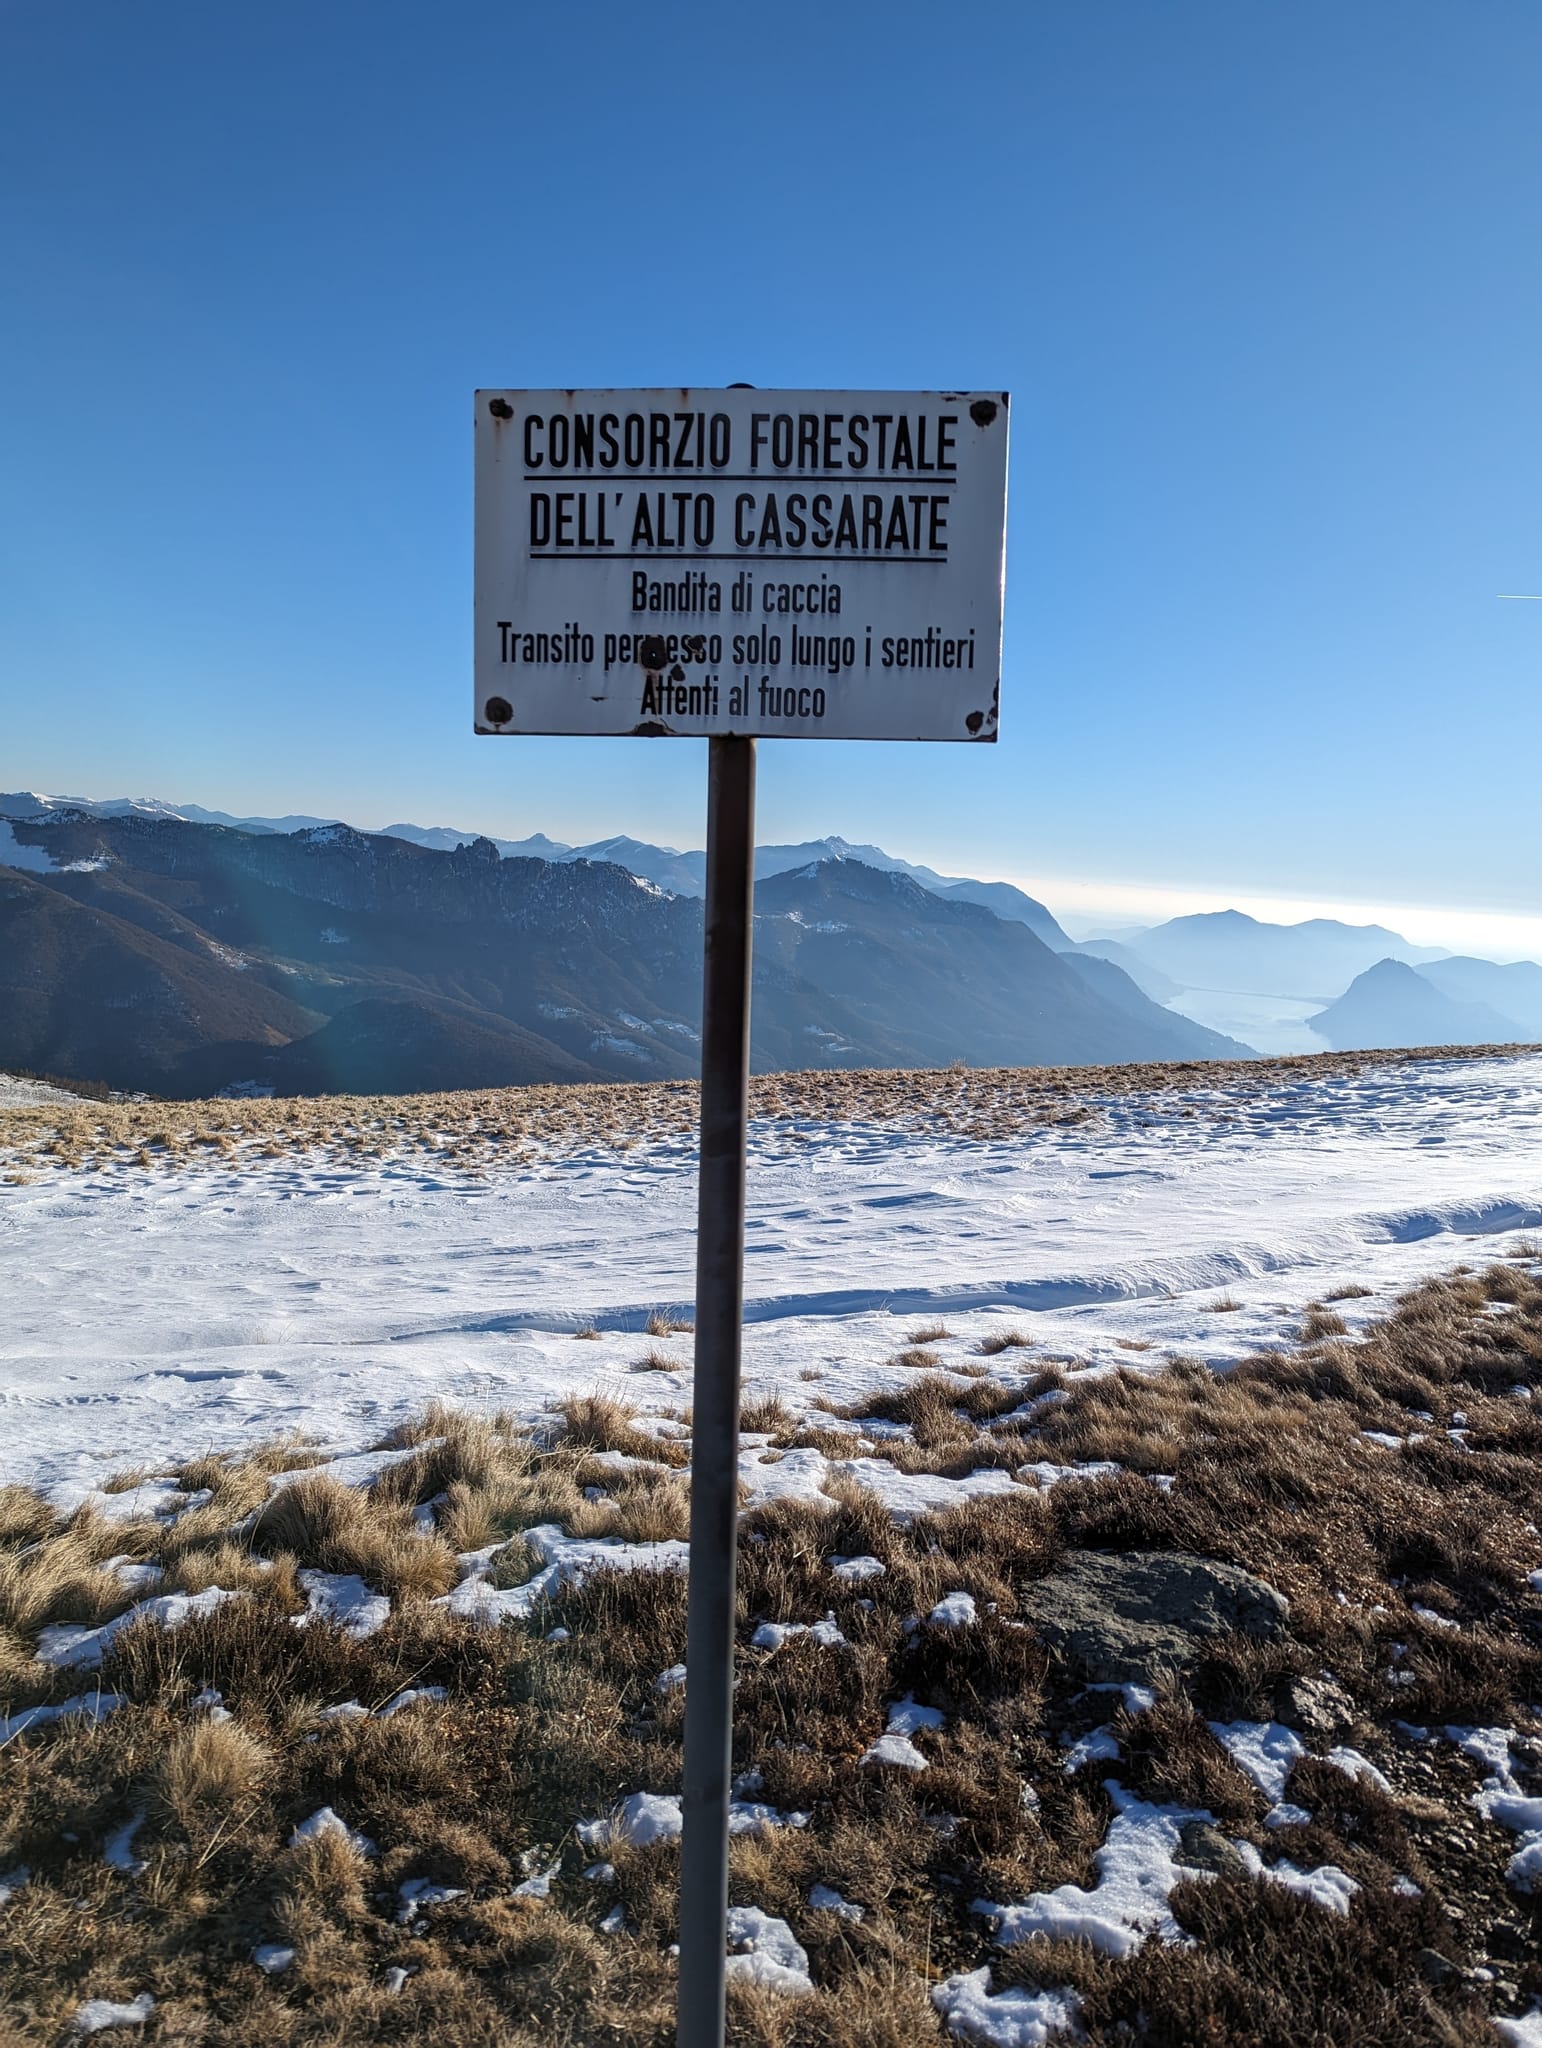 CONSORZIO FORESTALE
DELL'ALTO CASSARATE
Bandita di caccia
Transito permesso solo lungo i sentieri
Attenti al fuoco